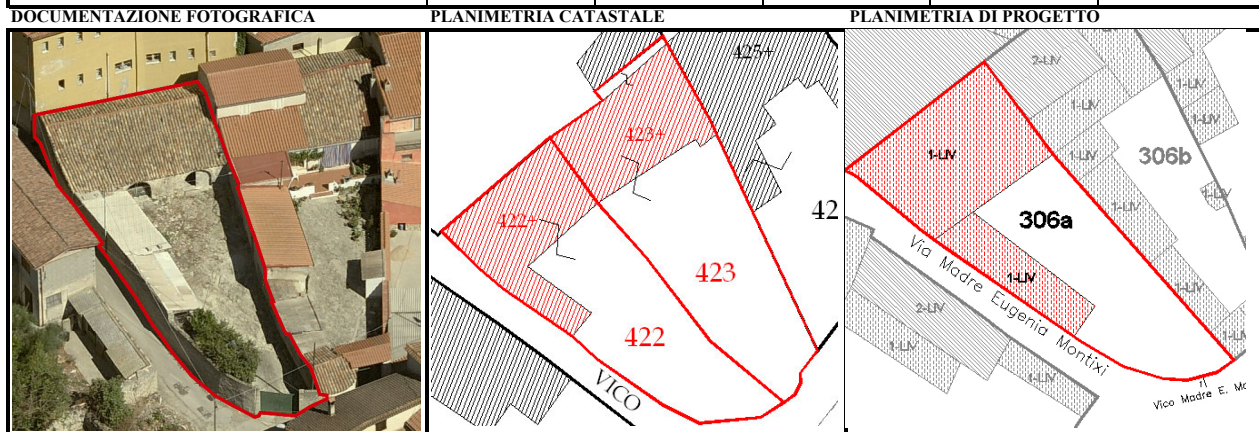 DOCUMENTAZIONE FOTOGRAFICA
PLANIMETRIA CATASTALE
PLANIMETRIA DI PROGETTO
425+
423+
422+
42
423
422
VICO
2-LIV
1-LIV
1-LIV
1-LIV
306b
1-LIV
1-LIV
1-LIV
306a
1-LIV
1-LIV
Via Madre Eugenia Montixi
2-LIV
1-LIV
1-LIV
1-LIV
1-LIV
Vico Madre E. Mo